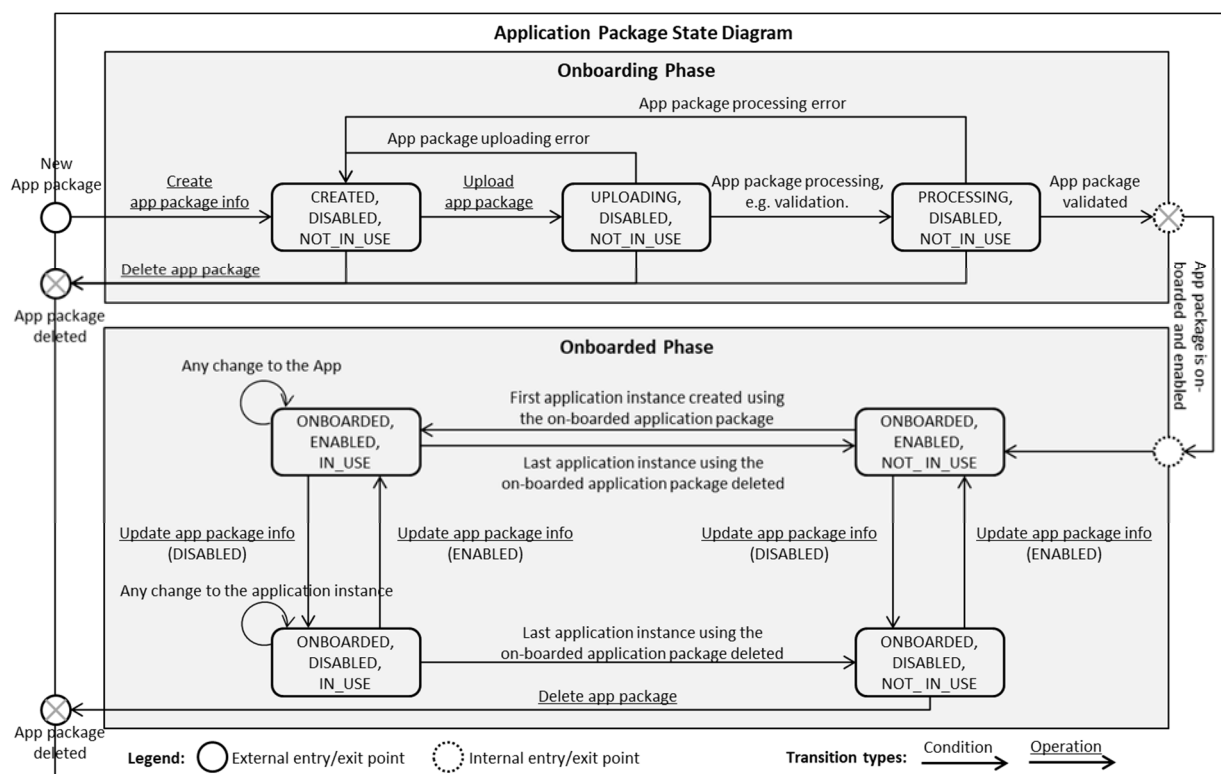 Application Package State Diagram
Onboarding Phase
App package processing error
App package uploading error
New
App package
Create
app package info
CREATED,
DISABLED,
NOT_IN_USE
Upload
app package
UPLOADING,
DISABLED,
NOT_IN_USE
App package processing,
e.g. validation.
PROCESSING,
DISABLED,
NOT_IN_USE
App package
validated
Delete app package
App package
deleted
App package is on-
boarded and enabled
Onboarded Phase
Any change to the App
ONBOARDED,
ENABLED,
IN_USE
First application instance created using
the on-boarded application package
Last application instance using the
on-boarded application package deleted
ONBOARDED,
ENABLED,
NOT_ IN_USE
Update app package info
(DISABLED)
Update app package info
(ENABLED)
Update app package info
(DISABLED)
Update app package info
(ENABLED)
Any change to the application instance
ONBOARDED,
DISABLED,
IN_USE
Last application instance using the
on-boarded application package deleted
ONBOARDED,
DISABLED,
NOT_ IN_USE
Delete app package
App package
deleted
Legend:
External entry/exit point
Internal entry/exit point
Transition types:
Condition
Operation